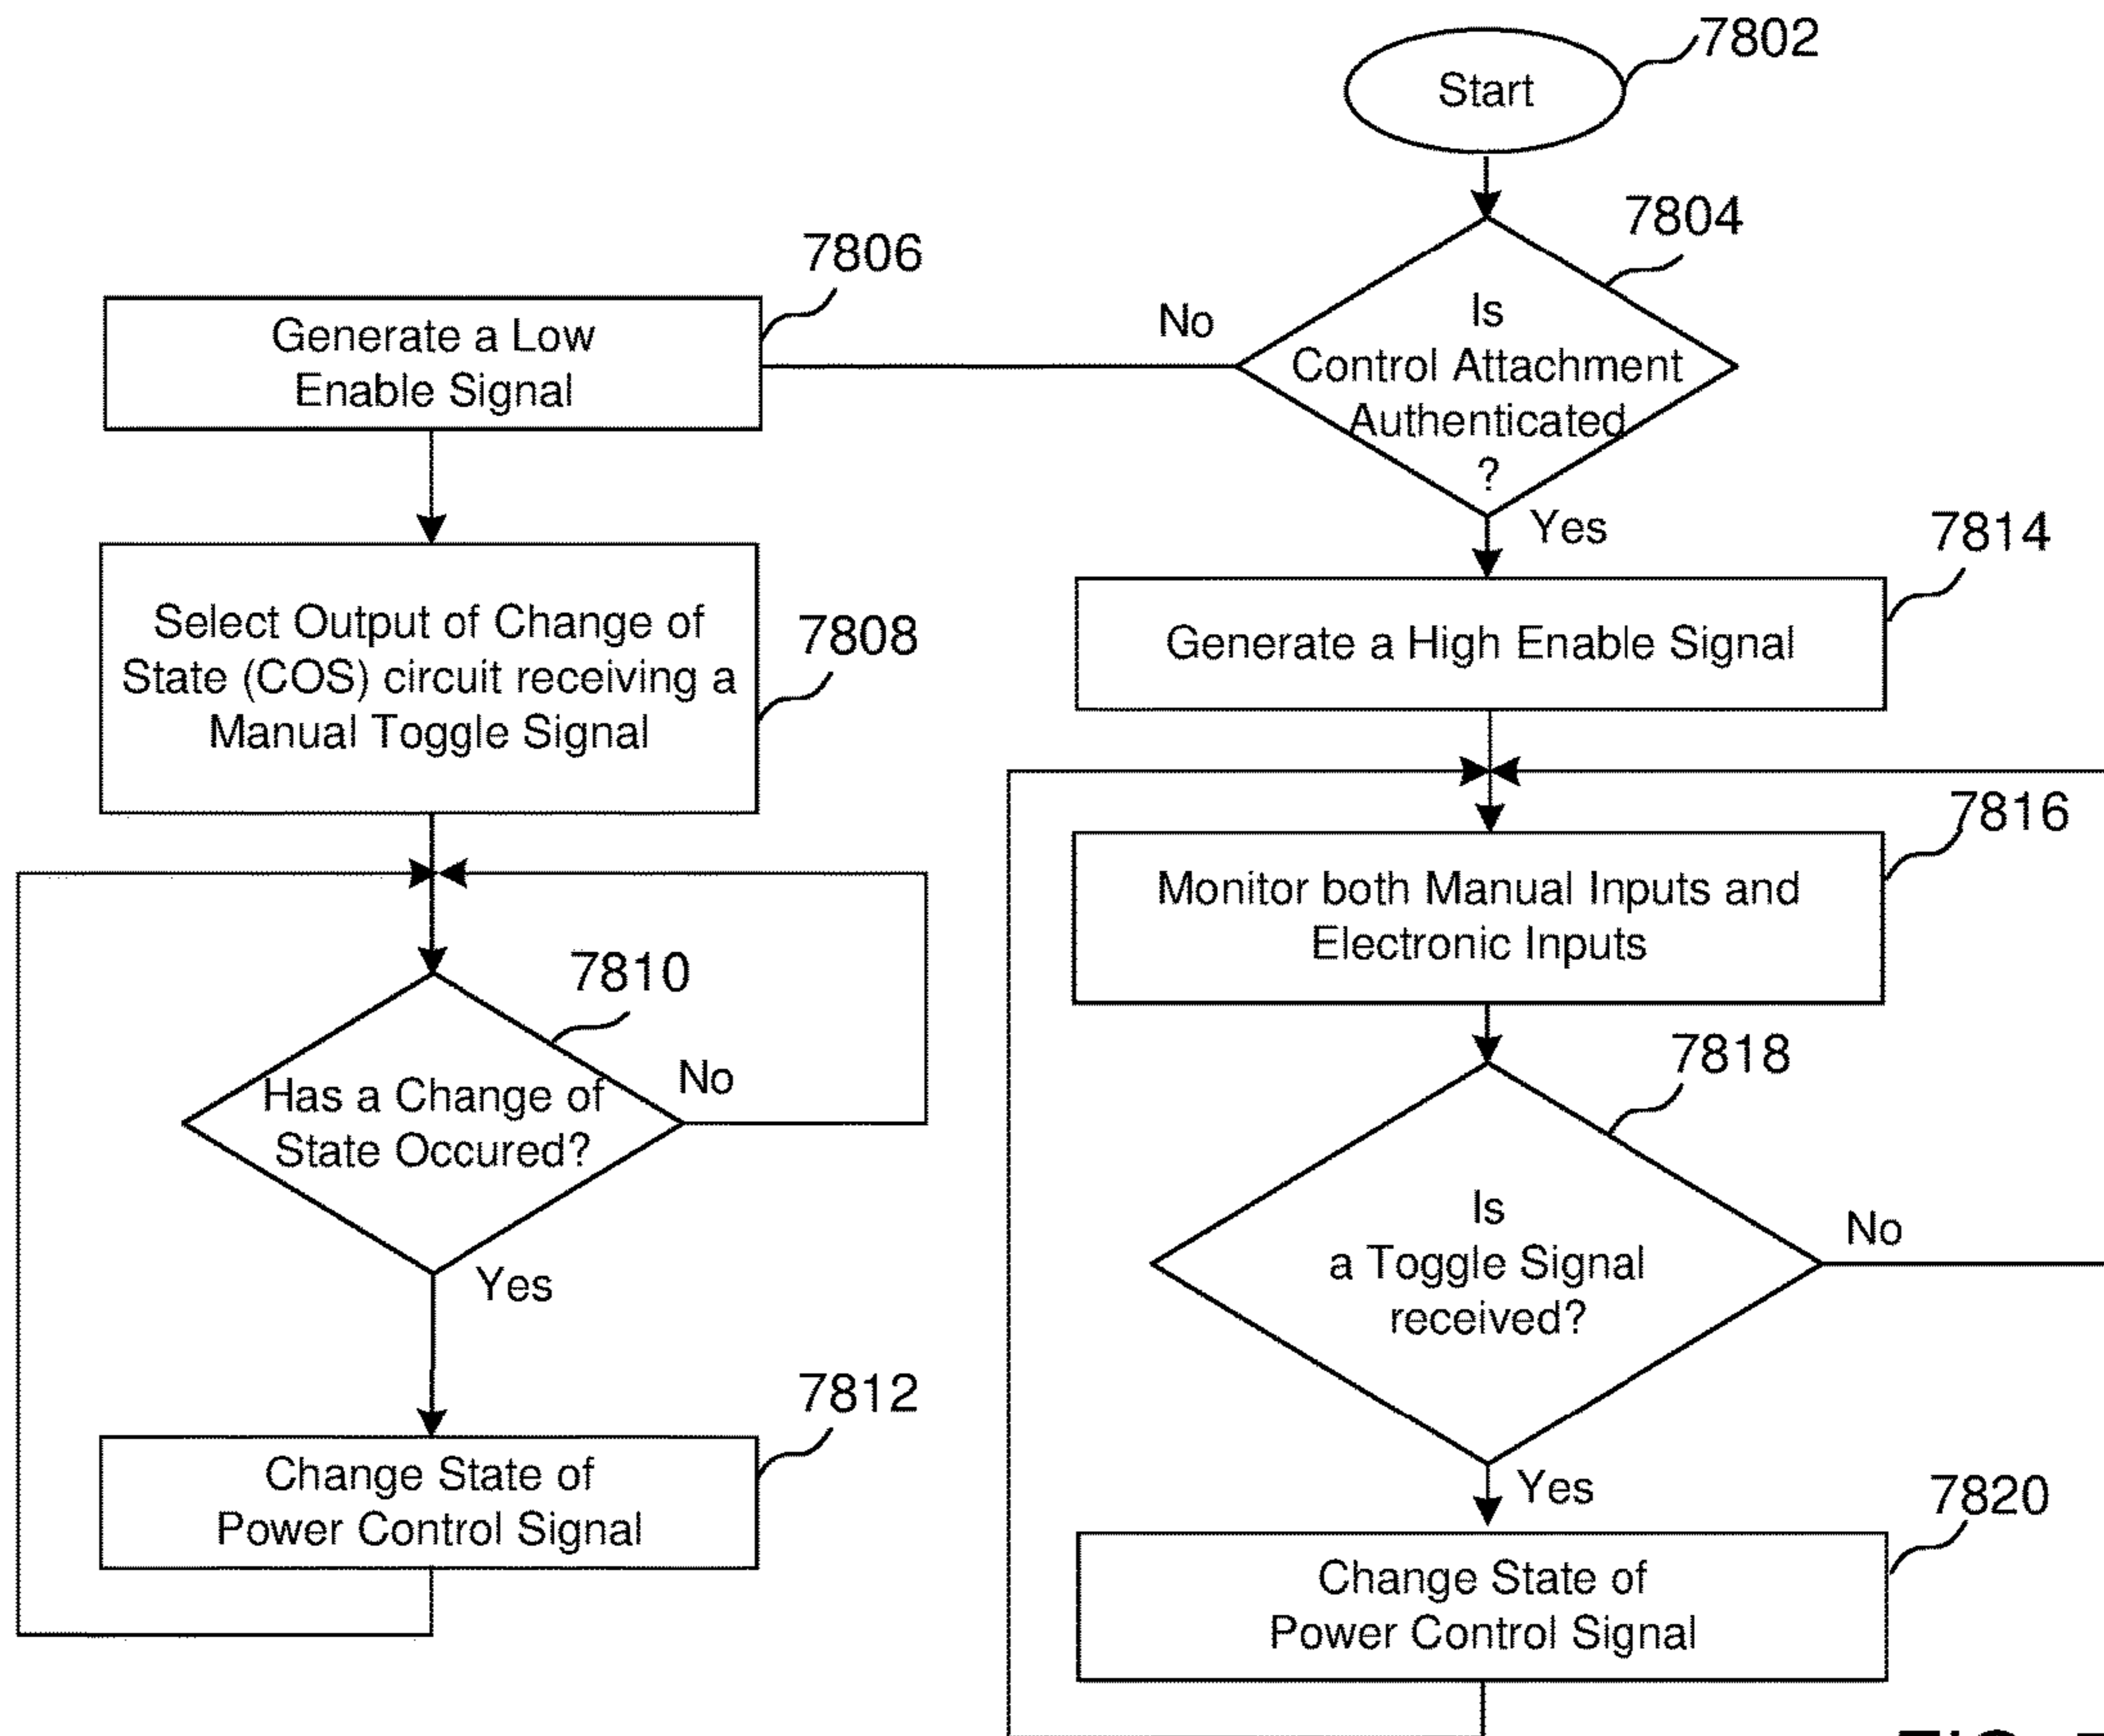 Start
7802
7804
Is
Control Attachment
Authenticated
?
No
Yes
7806
Generate a Low
Enable Signal
7808
Select Output of Change of
State (COS) circuit receiving a
Manual Toggle Signal
7810
Has a Change of
State Occured?
No
Yes
7812
Change State of
Power Control Signal
7814
Generate a High Enable Signal
7816
Monitor both Manual Inputs and
Electronic Inputs
7818
Is
a Toggle Signal
received?
No
Yes
7820
Change State of
Power Control Signal